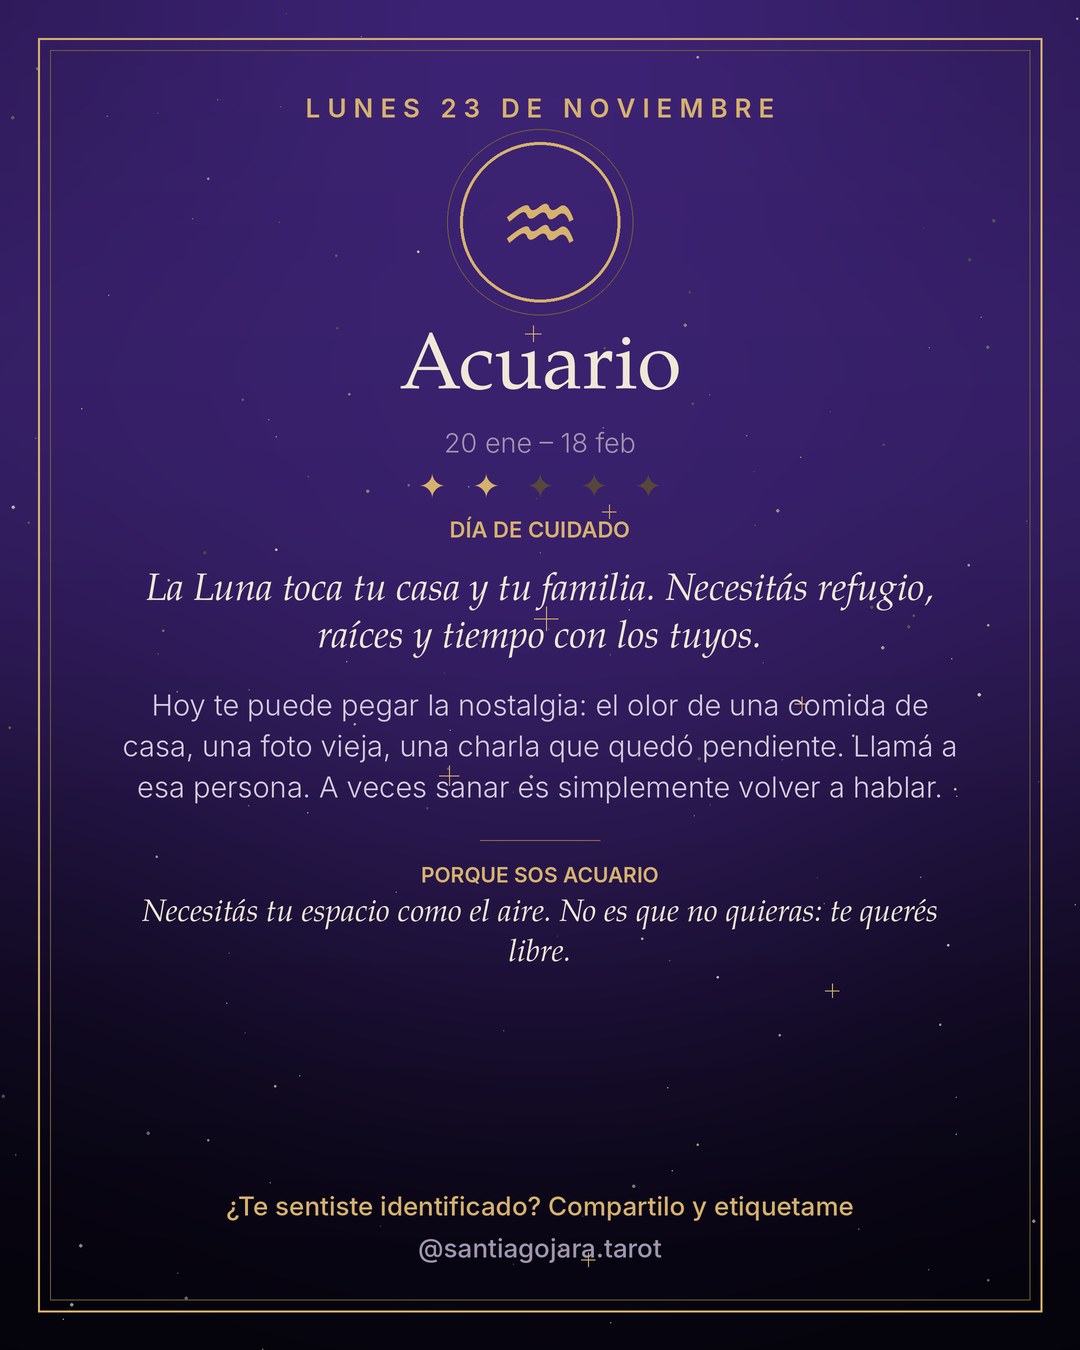 LUNES 23 DE NOVIEMBRE
♒
Acuario
20 ene – 18 feb
DÍA DE CUIDADO
La Luna toca tu casa y tu familia. Necesitás refugio,
raíces y tiempo con los tuyos.
Hoy te puede pegar la nostalgia: el olor de una comida de
casa, una foto vieja, una charla que quedó pendiente. Llamá a
esa persona. A veces sanar es simplemente volver a hablar.
PORQUE SOS ACUARIO
Necesitás tu espacio como el aire. No es que no quieras: te querés
libre.
¿Te sentiste identificado? Compartilo y etiquetame
@santiagojara.tarot